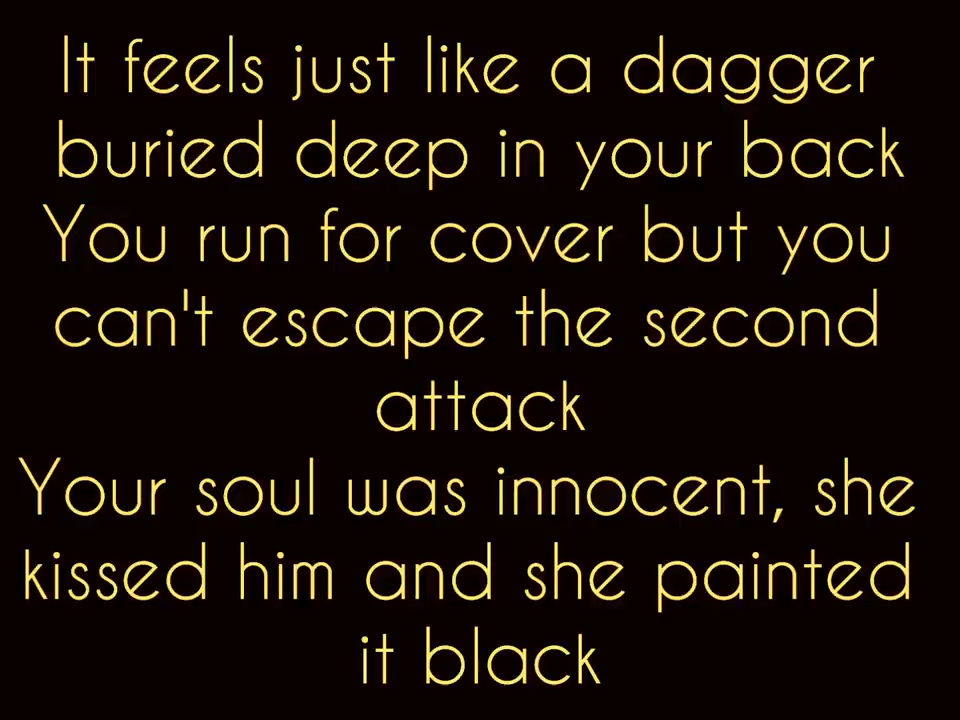 It feels just like a dagger
buried deep in your back
You run for cover but you
can't escape the second
attack
Your soul was innocent, she
kissed him and she painted
it black